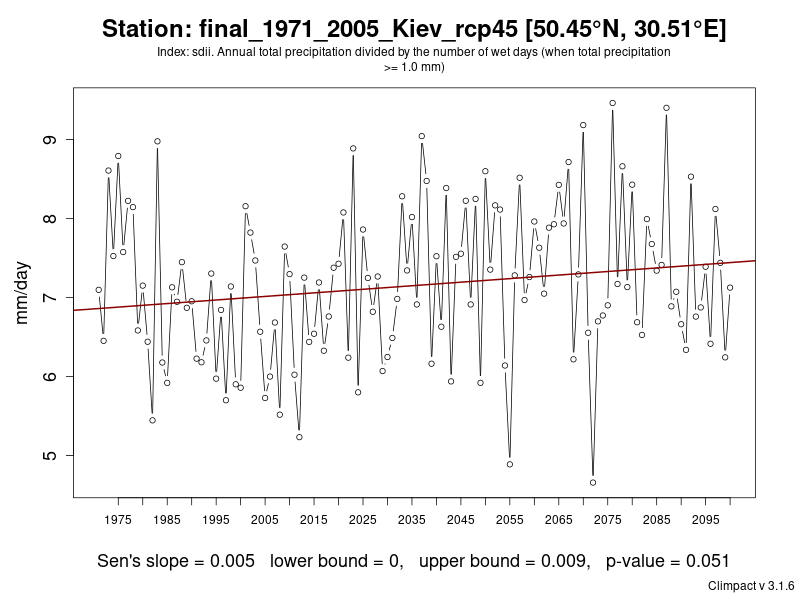 Station: final_1971_2005_Kiev_rcp45 [50.45°N, 30.51°E]
Index: sdii. Annual total precipitation divided by the number of wet days (when total precipitation
>= 1.0 mm)
mm/day
9
8
7
6
5
1975 1985 1995 2005 2015 2025 2035 2045 2055 2065 2075 2085 2095
Sen's slope = 0.005 lower bound = 0, upper bound = 0.009, p-value = 0.051
Climpact v 3.1.6